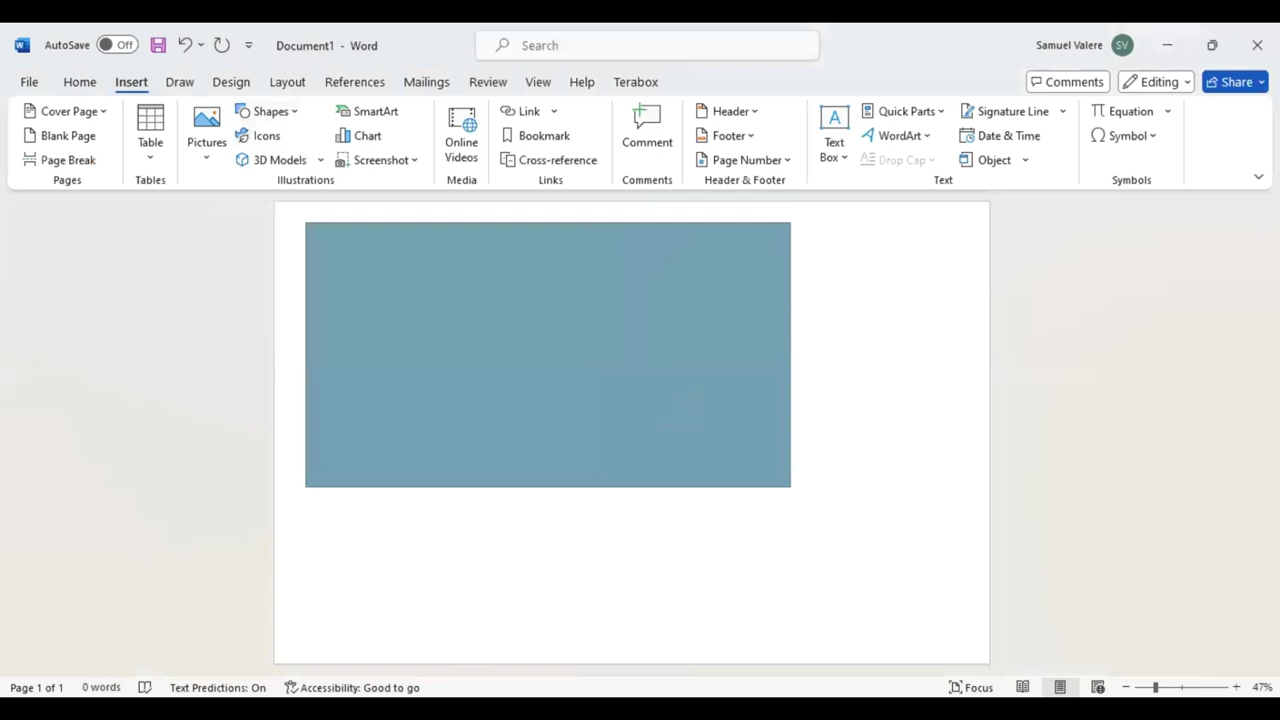 AutoSave Off Document1 - Word Search Samuel Valere SV
File Home Insert Draw Design Layout References Mailings Review View Help Terabox Comments Editing Share
Cover Page Shapes SmartArt Link Header Quick Parts Signature Line Equation
Blank Page Icons Chart Bookmark Footer WordArt Date & Time Symbol
Table Pictures Online Videos Comment Text Box
Page Break 3D Models Screenshot Cross-reference Page Number Drop Cap Object
Pages Tables Illustrations Media Links Comments Header & Footer Text Symbols
Page 1 of 1 0 words Text Predictions: On Accessibility: Good to go Focus 47%